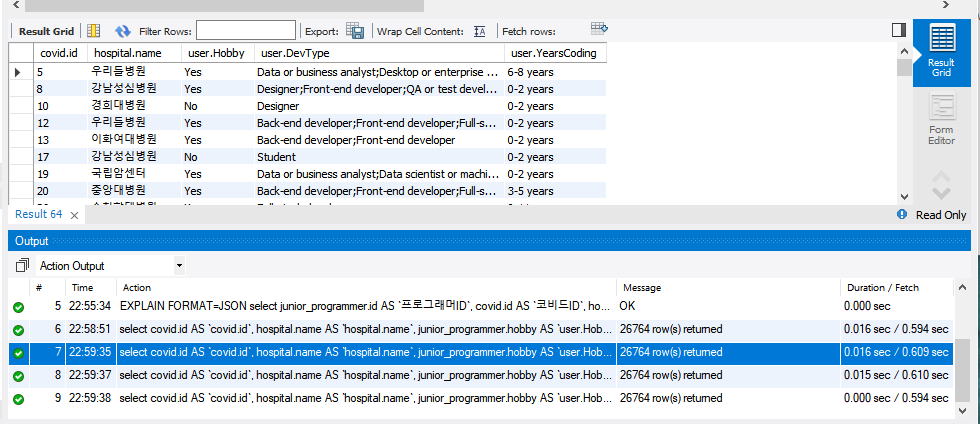 Result Grid Filter Rows: Export: Wrap Cell Content: Fetch rows:
covid.id hospital.name user.Hobby user.DevType user.YearsCoding
5 우리들병원 Yes Data or business analyst;Desktop or enterprise ... 6-8 years
8 강남성심병원 Yes Designer;Front-end developer;QA or test devel... 0-2 years
10 경희대병원 No Designer 0-2 years
12 우리들병원 Yes Back-end developer;Front-end developer;Full-s... 0-2 years
13 이화여대병원 Yes Back-end developer;Front-end developer 0-2 years
17 강남성심병원 No Student 0-2 years
19 국립암센터 Yes Data or business analyst;Data scientist or machi... 0-2 years
20 중앙대병원 Yes Back-end developer;Front-end developer;Full-s... 3-5 years
Result Grid
Form Editor
Result 64 Read Only
Output
Action Output
# Time Action Message Duration / Fetch
5 22:55:34 EXPLAIN FORMAT=JSON select junior_programmer.id AS `프로그래머ID`, covid.id AS `코비드ID`, ho... OK 0.000 sec
6 22:58:51 select covid.id AS `covid.id`, hospital.name AS `hospital.name`, junior_programmer.hobby AS `user.Hob... 26764 row(s) returned 0.016 sec / 0.594 sec
7 22:59:35 select covid.id AS `covid.id`, hospital.name AS `hospital.name`, junior_programmer.hobby AS `user.Hob... 26764 row(s) returned 0.016 sec / 0.609 sec
8 22:59:37 select covid.id AS `covid.id`, hospital.name AS `hospital.name`, junior_programmer.hobby AS `user.Hob... 26764 row(s) returned 0.015 sec / 0.610 sec
9 22:59:38 select covid.id AS `covid.id`, hospital.name AS `hospital.name`, junior_programmer.hobby AS `user.Hob... 26764 row(s) returned 0.000 sec / 0.594 sec